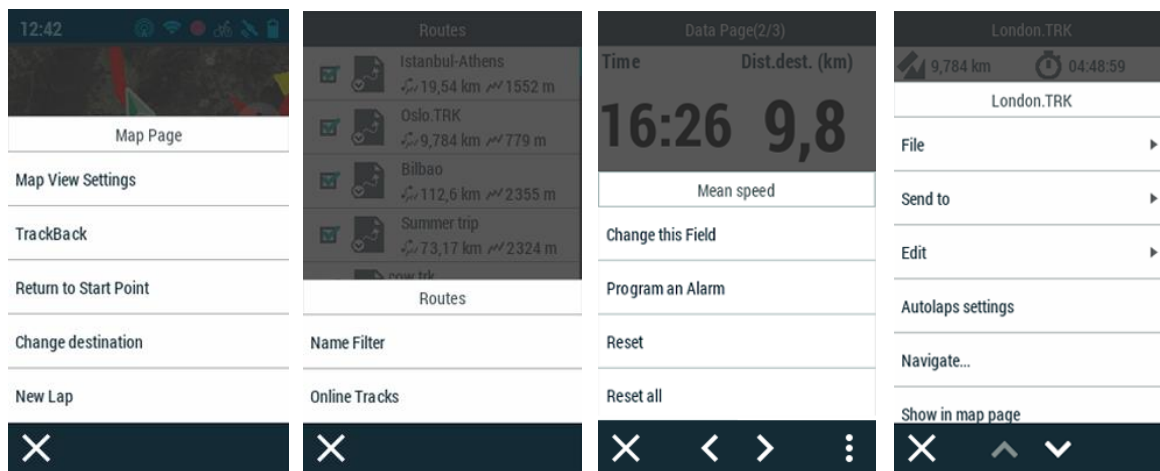 12:42
Map Page
Map View Settings
TrackBack
Return to Start Point
Change destination
New Lap
Routes
Istanbul-Athens
19,54 km 1552 m
Oslo.TRK
9,784 km 779 m
Bilbao
112,6 km 2355 m
Summer trip
73,17 km 2324 m
cow.trk
Routes
Name Filter
Online Tracks
Data Page(2/3)
Time Dist.dest. (km)
16:26 9,8
Mean speed
Change this Field
Program an Alarm
Reset
Reset all
London.TRK
9,784 km 04:48:59
London.TRK
File
Send to
Edit
Autolaps settings
Navigate...
Show in map page